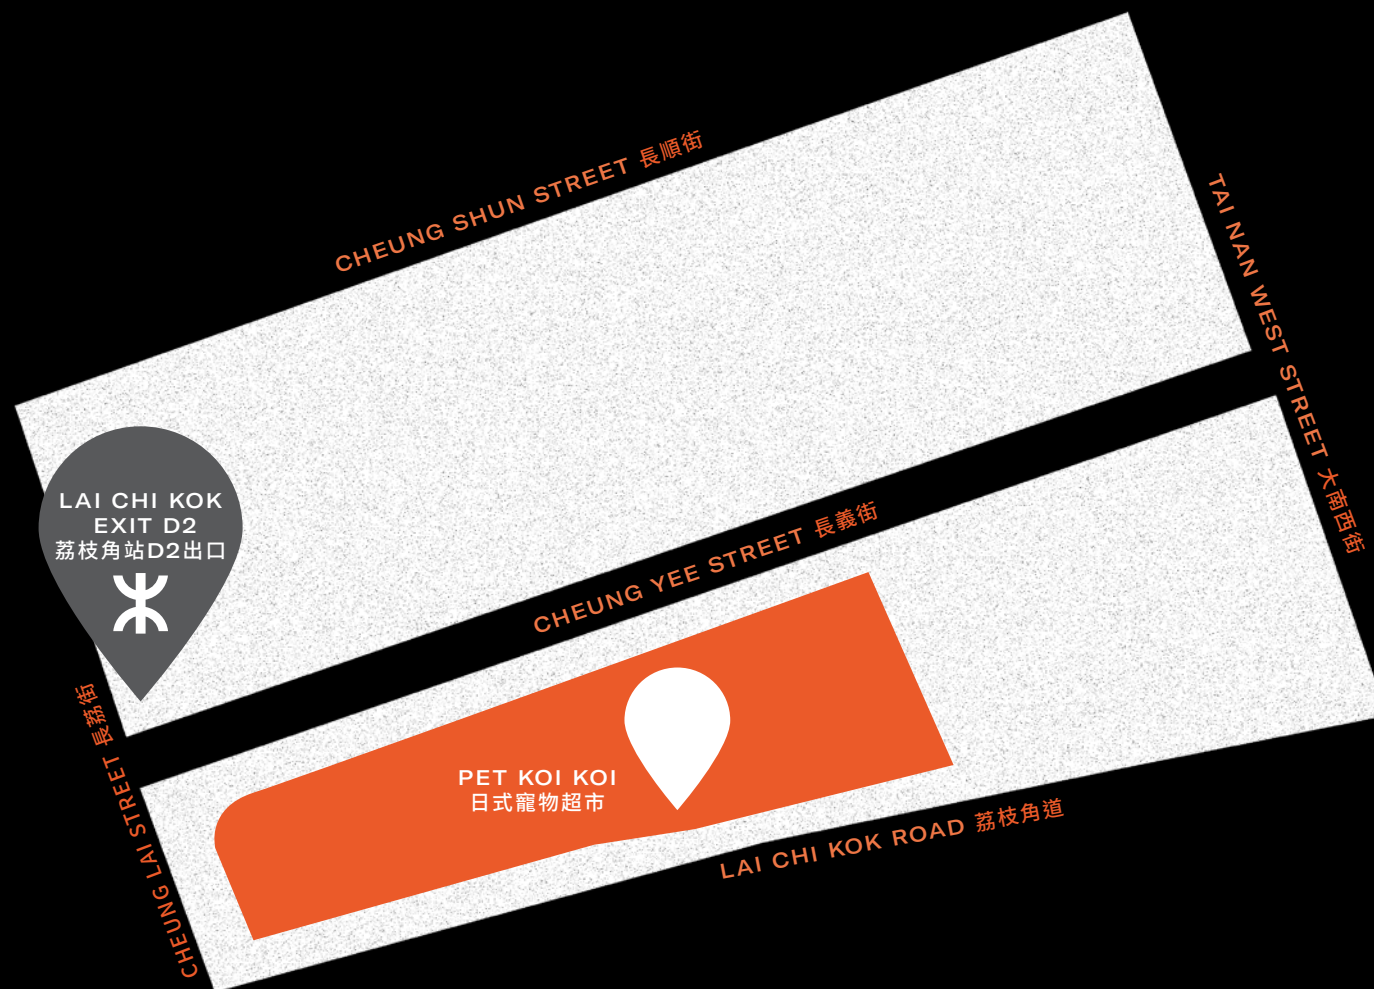 CHEUNG SHUN STREET 長順街
TAI NAN WEST STREET 大南西街
LAI CHI KOK
EXIT D2
荔枝角站D2出口
CHEUNG YEE STREET 長義街
CHEUNG LAI STREET 長荔街
PET KOI KOI
日式寵物超市
LAI CHI KOK ROAD 荔枝角道